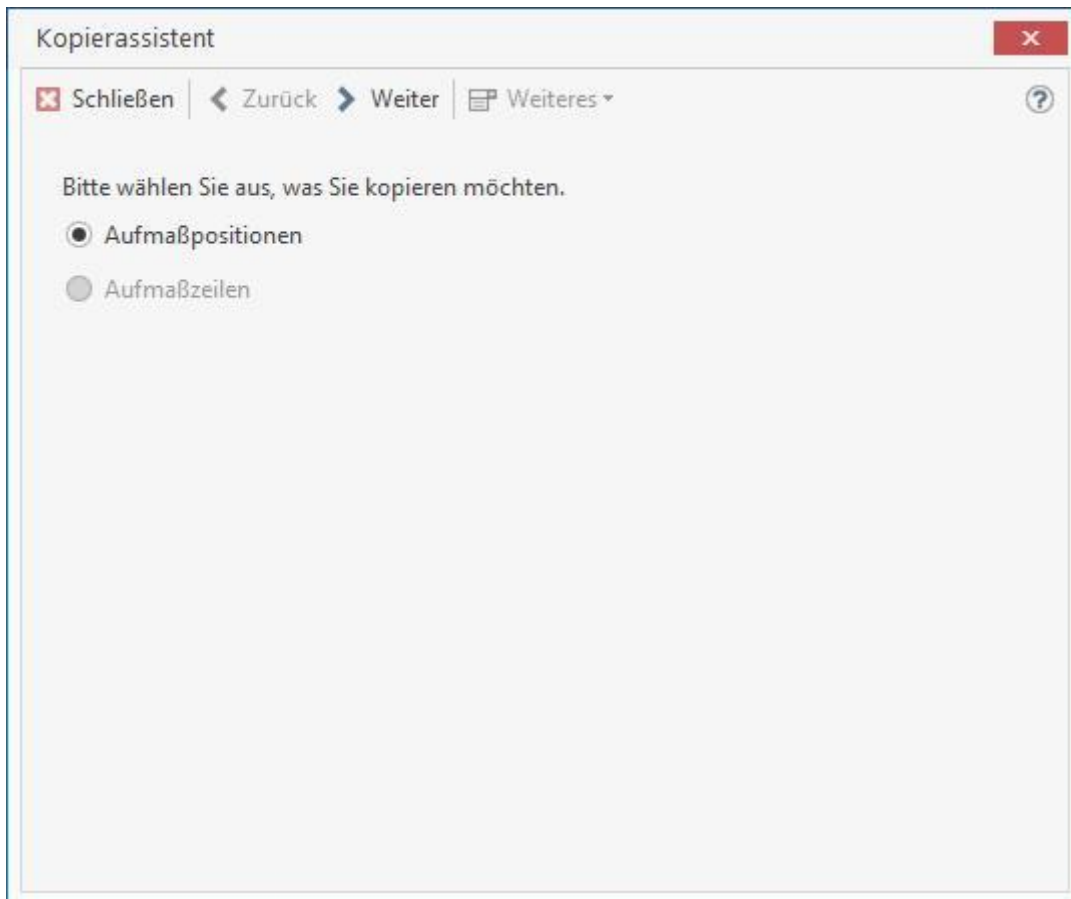 Kopierassistent
Schließen Zurück Weiter Weiteres
Bitte wählen Sie aus, was Sie kopieren möchten.
Aufmaßpositionen
Aufmaßzeilen